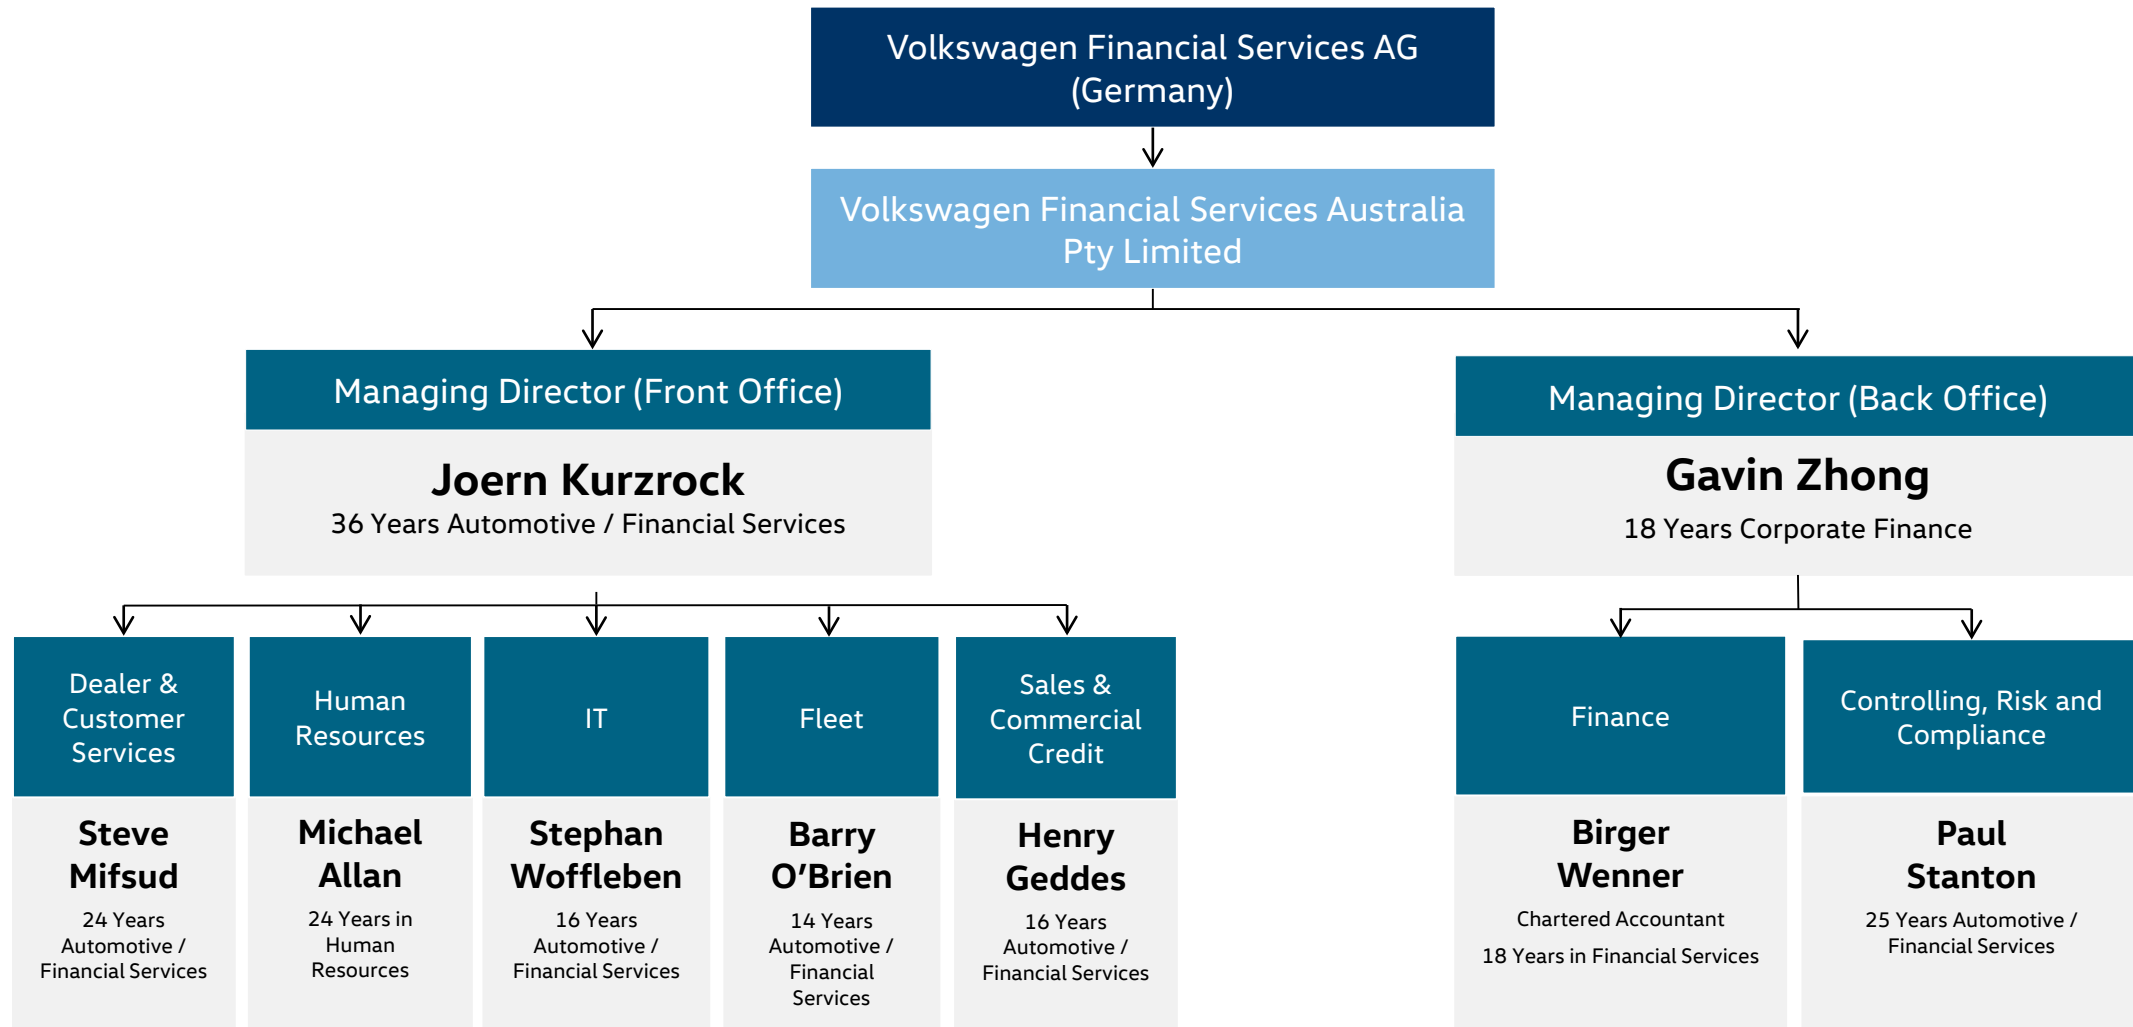 Volkswagen Financial Services AG
(Germany)
Volkswagen Financial Services Australia
Pty Limited
Managing Director (Front Office)
Joern Kurzrock
36 Years Automotive / Financial Services
Managing Director (Back Office)
Gavin Zhong
18 Years Corporate Finance
Dealer &
Customer
Services
Steve
Mifsud
24 Years
Automotive /
Financial Services
Human
Resources
Michael
Allan
24 Years in
Human
Resources
IT
Stephan
Woffleben
16 Years
Automotive /
Financial Services
Fleet
Barry
O’Brien
14 Years
Automotive /
Financial
Services
Sales &
Commercial
Credit
Henry
Geddes
16 Years
Automotive /
Financial Services
Finance
Birger
Wenner
Chartered Accountant
18 Years in Financial Services
Controlling, Risk and
Compliance
Paul
Stanton
25 Years Automotive /
Financial Services